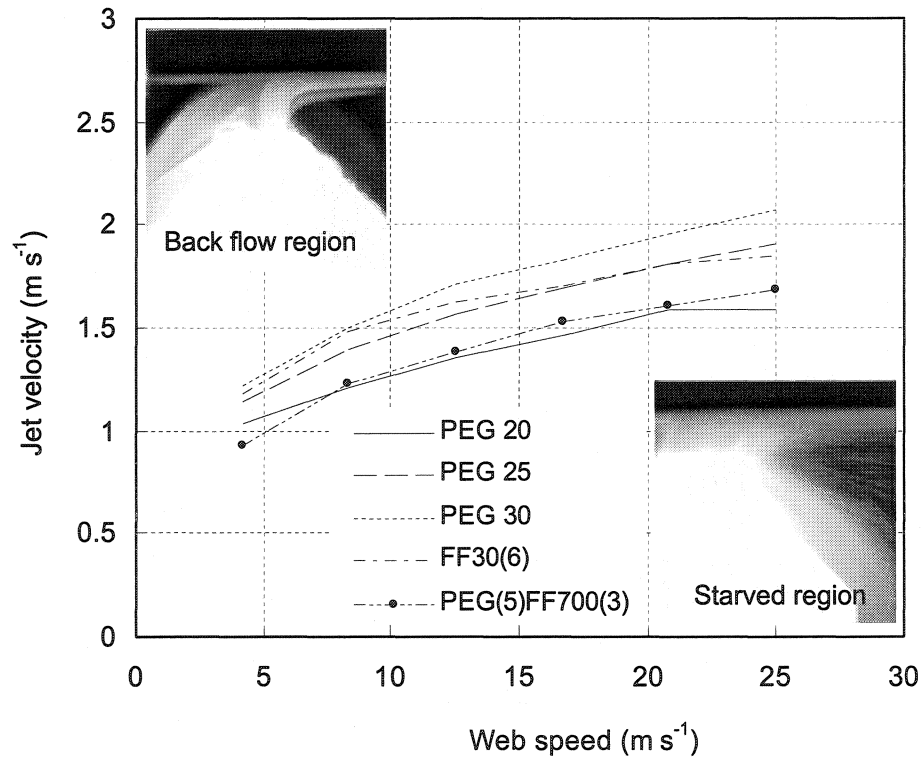 3
2.5
2
1.5
1
0.5
0
Jet velocity (m s-1)
Back flow region
PEG 20
PEG 25
PEG 30
FF30(6)
PEG(5)FF700(3)
Starved region
0 5 10 15 20 25 30
Web speed (m s-1)